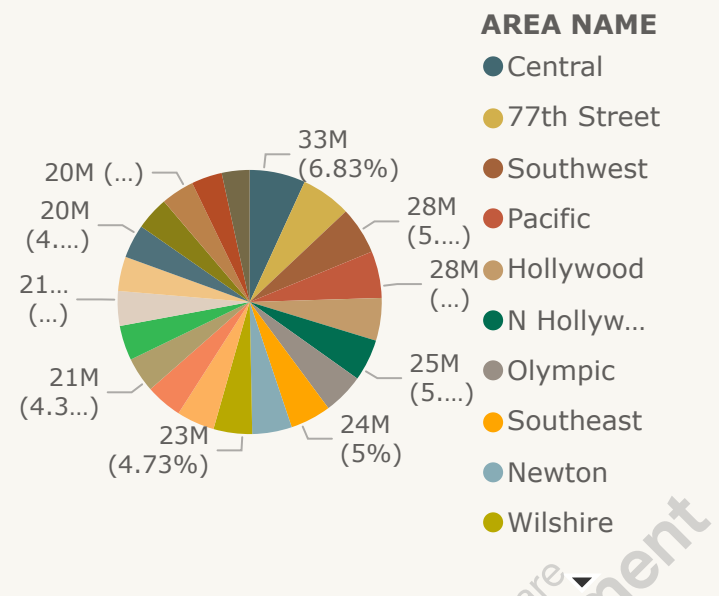 AREA NAME
Central
77th Street
Southwest
Pacific
Hollywood
N Hollyw...
Olympic
Southeast
Newton
Wilshire
33M
(6.83%)
28M
(5....)
28M
(...)
25M
(5....)
24M
(5%)
23M
(4.73%)
21M
(4.3...)
21...
(...)
20M
(4....)
20M (...)